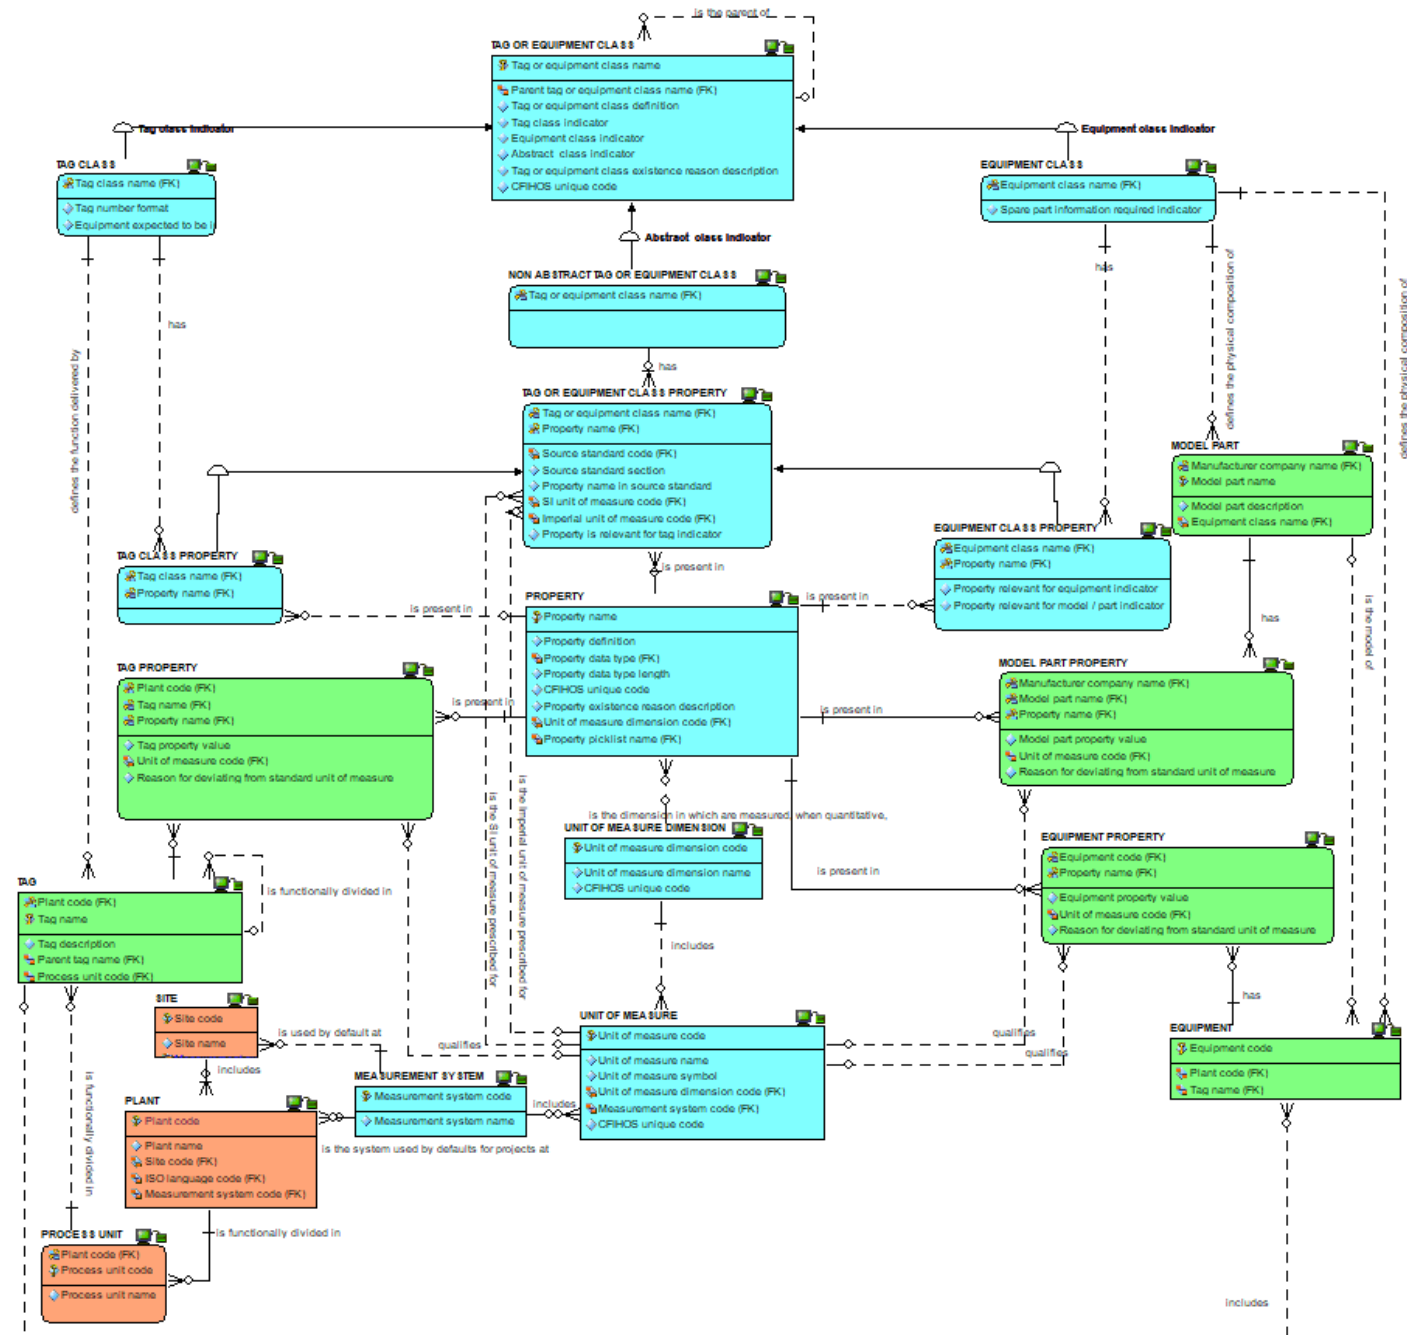 is the parent of
TAG OR EQUIPMENT CLASS
Tag or equipment class name
Parent tag or equipment class name (FK)
Tag or equipment class definition
Tag class indicator
Equipment class indicator
Abstract class indicator
Tag or equipment class existence reason description
CFIHOS unique code
Tag class indicator
Equipment class indicator
TAG CLASS
Tag class name (FK)
Tag number format
Equipment expected to be i
EQUIPMENT CLASS
Equipment class name (FK)
Spare part information required indicator
Abstract class indicator
NON ABSTRACT TAG OR EQUIPMENT CLASS
Tag or equipment class name (FK)
has
has
has
defines the function delivered by
defines the physical composition of
defines the physical composition of
TAG OR EQUIPMENT CLASS PROPERTY
Tag or equipment class name (FK)
Property name (FK)
Source standard code (FK)
Source standard section
Property name in source standard
SI unit of measure code (FK)
Imperial unit of measure code (FK)
Property is relevant for tag indicator
MODEL PART
Manufacturer company name (FK)
Model part name
Model part description
Equipment class name (FK)
TAG CLASS PROPERTY
Tag class name (FK)
Property name (FK)
EQUIPMENT CLASS PROPERTY
Equipment class name (FK)
Property name (FK)
Property relevant for equipment indicator
Property relevant for model / part indicator
is present in
is present in
is present in
PROPERTY
Property name
Property definition
Property data type (FK)
Property data type length
CFIHOS unique code
Property existence reason description
Unit of measure dimension code (FK)
Property picklist name (FK)
has
is the model of
TAG PROPERTY
Plant code (FK)
Tag name (FK)
Property name (FK)
Tag property value
Unit of measure code (FK)
Reason for deviating from standard unit of measure
is present in
is present in
MODEL PART PROPERTY
Manufacturer company name (FK)
Model part name (FK)
Property name (FK)
Model part property value
Unit of measure code (FK)
Reason for deviating from standard unit of measure
is the SI unit of measure prescribed for
is the Imperial unit of measure prescribed for
is the dimension in which are measured, when quantitative,
UNIT OF MEASURE DIMENSION
Unit of measure dimension code
Unit of measure dimension name
CFIHOS unique code
is present in
EQUIPMENT PROPERTY
Equipment code (FK)
Property name (FK)
Equipment property value
Unit of measure code (FK)
Reason for deviating from standard unit of measure
is functionally divided in
TAG
Plant code (FK)
Tag name
Tag description
Parent tag name (FK)
Process unit code (FK)
includes
has
SITE
Site code
Site name
is used by default at
qualifies
qualifies
qualifies
UNIT OF MEASURE
Unit of measure code
Unit of measure name
Unit of measure symbol
Unit of measure dimension code (FK)
Measurement system code (FK)
CFIHOS unique code
EQUIPMENT
Equipment code
Plant code (FK)
Tag name (FK)
includes
MEASUREMENT SYSTEM
Measurement system code
Measurement system name
includes
is the system used by defaults for projects at
is functionally divided in
PLANT
Plant code
Plant name
Site code (FK)
ISO language code (FK)
Measurement system code (FK)
is functionally divided in
PROCESS UNIT
Plant code (FK)
Process unit code
Process unit name
includes